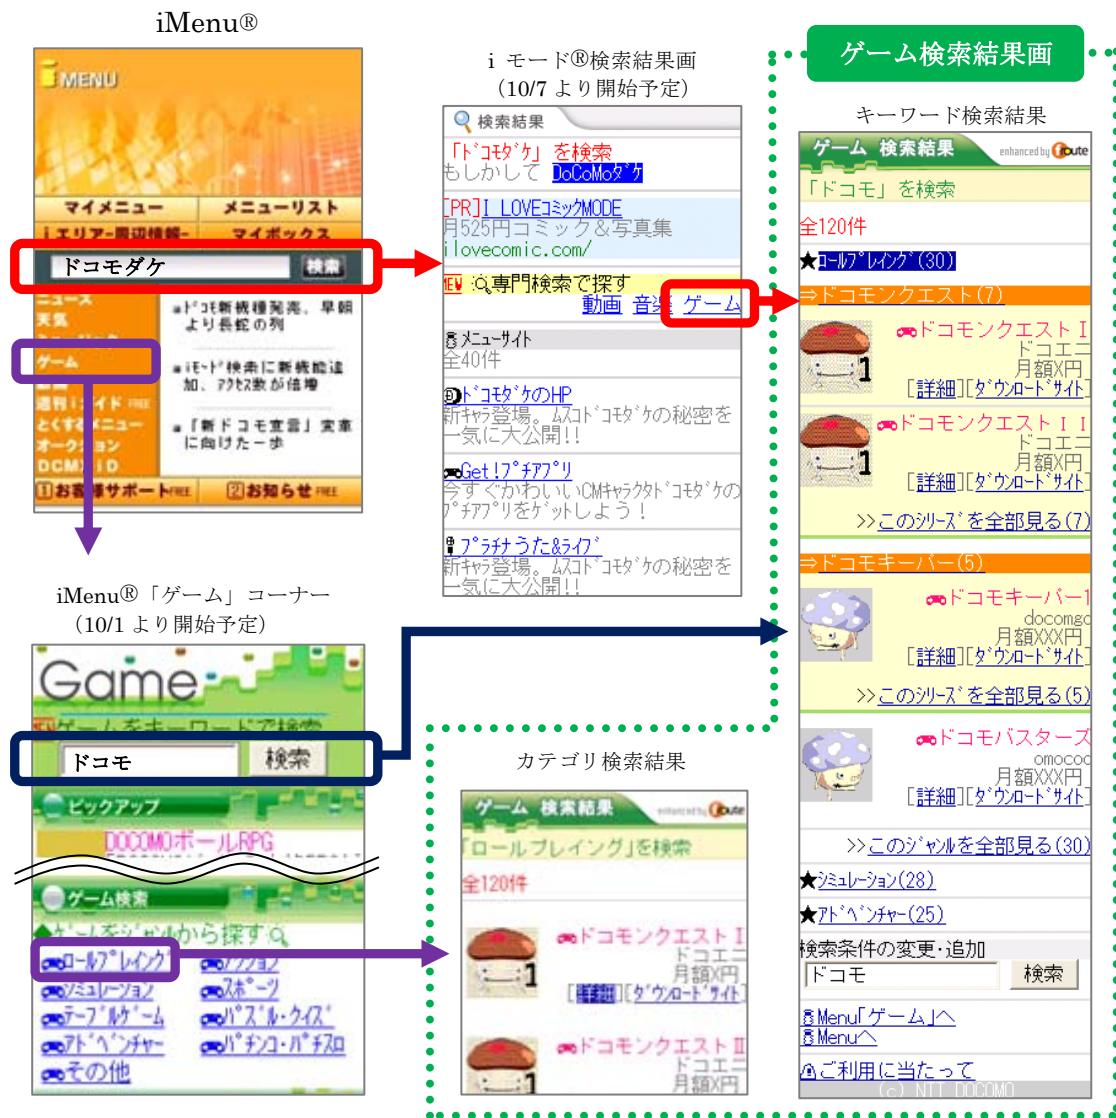 iMenu®
iMENU
マイメニュー
メニューリスト
iエリアー周辺情報ー
マイボックス
ドコモダケ
検索
ニュース
天気
ゲーム
週刊iガイド FREE
とくするメニュー
オークション
DCMX iD
■ドコモ新機種発売、早朝
より長蛇の列
■iモード検索に新機能追
加、アクセス数が倍増
■「新ドコモ宣言」実車
に向けた一歩
1お客様サポートFREE
2お知らせFREE
i モード®検索結果画
（10/7 より開始予定）
検索結果
「ドコモダケ」を検索
もしかして DoCoMoダケ
[PR]I LOVEコミックMODE
月525円コミック＆写真集
ilovecomic.com/
NEW 専門検索で探す
動画 音楽 ゲーム
メニューサイト
全40件
ドコモダケのHP
新キャラ登場。ムスコドコモダケの秘密を
一気に大公開!!
Get!プチアプリ
今すぐかわいいCMキャラクタドコモダケの
プチアプリをゲットしよう！
プラチナうた&ライブ
新キャラ登場。ムスコドコモダケの秘密を
一気に大公開!!
iMenu®「ゲーム」コーナー
（10/1 より開始予定）
Game
NEWゲームをキーワードで検索
ドコモ
検索
ピックアップ
DOCOMOボールRPG
ゲーム検索
◆ゲームをジャンルから探す
ロールプレイング
アクション
シミュレーション
スポーツ
テーブルゲーム
パズル・クイズ
アドベンチャー
パチンコ・パチスロ
その他
カテゴリ検索結果
ゲーム 検索結果
enhanced by iroute
「ロールプレイング」を検索
全120件
ドコモンクエストⅠ
ドコエニ
月額X円
[詳細][ダウンロードサイト]
1
ドコモンクエストⅡ
ドコエニ
月額X円
1
ゲーム検索結果画
キーワード検索結果
ゲーム 検索結果
enhanced by iroute
「ドコモ」を検索
全120件
★ロールプレイング(30)
⇒ドコモンクエスト(7)
ドコモンクエストＩ
ドコエニ
月額X円
1
[詳細][ダウンロードサイト]
ドコモンクエストＩＩ
ドコエニ
月額X円
1
[詳細][ダウンロードサイト]
>>このシリーズを全部見る(7)
⇒ドコモキーパー(5)
ドコモキーパー1
docomgo
月額XXX円
[詳細][ダウンロードサイト]
>>このシリーズを全部見る(5)
ドコモバスターズ
omocod
月額XXX円
[詳細][ダウンロードサイト]
>>このジャンルを全部見る(30)
★シミュレーション(28)
★アドベンチャー(25)
検索条件の変更･追加
ドコモ
検索
Menu「ゲーム」へ
Menuへ
ご利用に当たって
(c) NTT DOCOMO